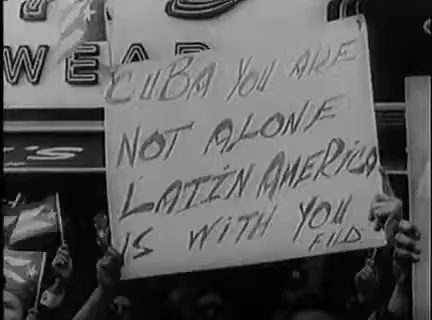 WEAR
'S
CUBA YOU ARE
NOT ALONE
LATIN AMERICA
IS WITH YOU